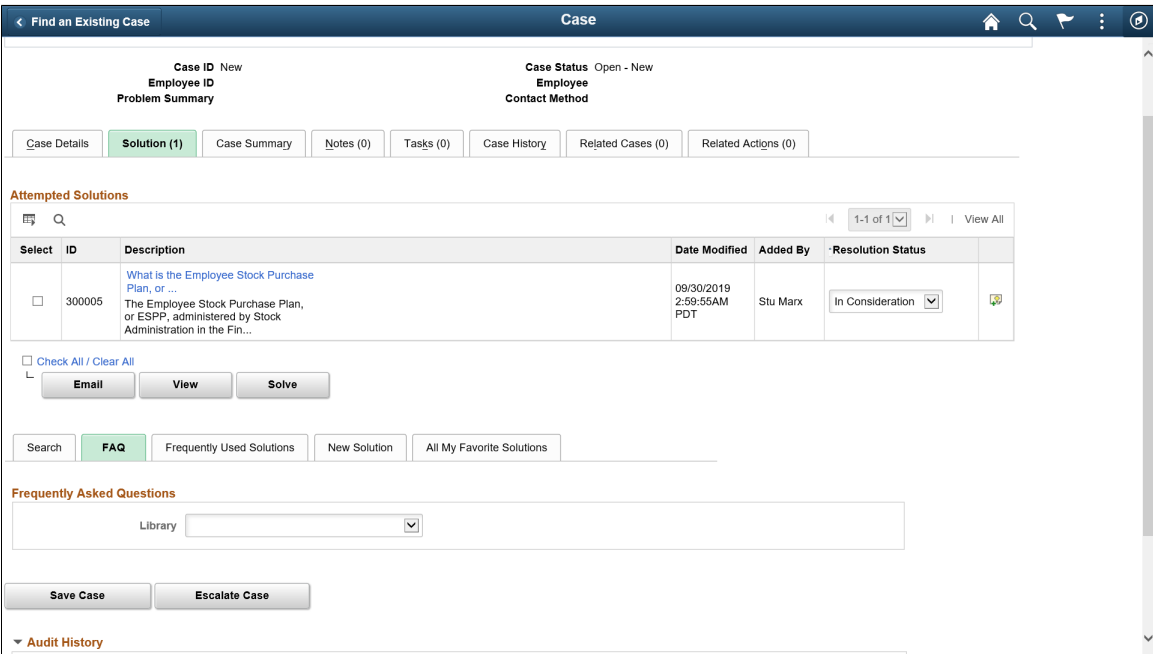 Find an Existing Case
Case
Case ID New
Case Status Open - New
Employee ID
Employee
Problem Summary
Contact Method
Case Details
Solution (1)
Case Summary
Notes (0)
Tasks (0)
Case History
Related Cases (0)
Related Actions (0)
Attempted Solutions
1-1 of 1
| View All
Select ID Description Date Modified Added By *Resolution Status
What is the Employee Stock Purchase
Plan, or ...
The Employee Stock Purchase Plan,
or ESPP, administered by Stock
Administration in the Fin...
300005
09/30/2019
2:59:55AM
PDT
Stu Marx
In Consideration
Check All / Clear All
Email
View
Solve
Search
FAQ
Frequently Used Solutions
New Solution
All My Favorite Solutions
Frequently Asked Questions
Library
Save Case
Escalate Case
Audit History